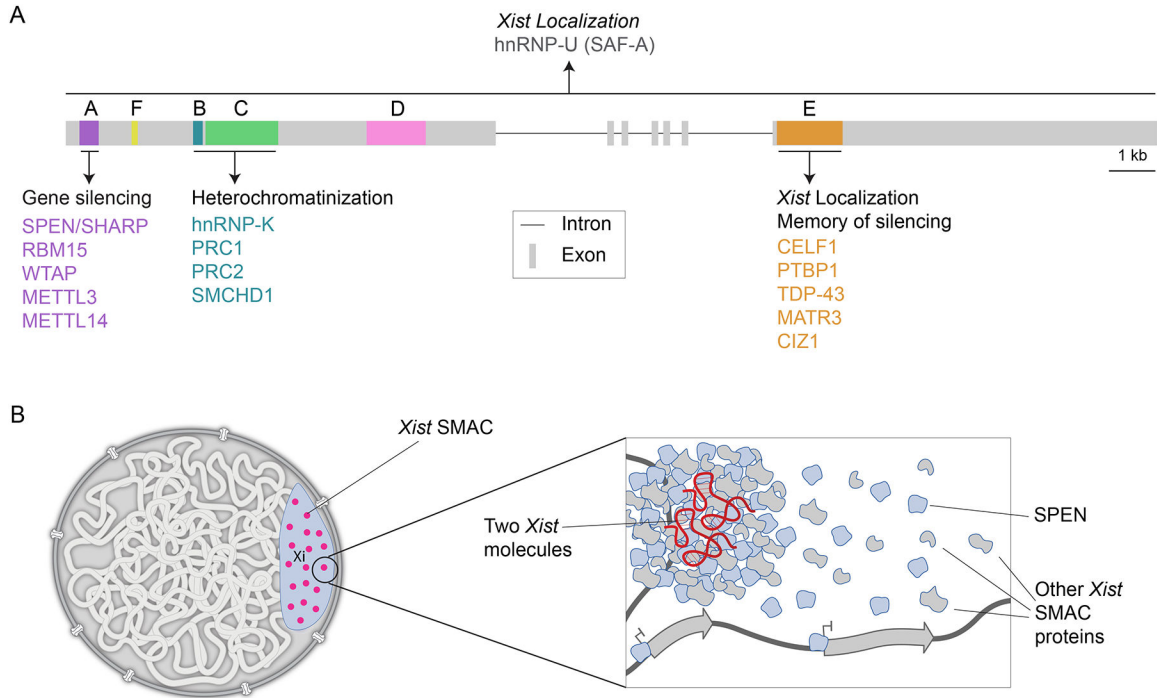 A
Xist Localization
hnRNP-U (SAF-A)
A F B C D E
1 kb
Gene silencing
SPEN/SHARP
RBM15
WTAP
METTL3
METTL14
Heterochromatinization
hnRNP-K
PRC1
PRC2
SMCHD1
Intron
Exon
Xist Localization
Memory of silencing
CELF1
PTBP1
TDP-43
MATR3
CIZ1
B
Xist SMAC
Xi
Two Xist
molecules
SPEN
Other Xist
SMAC
proteins